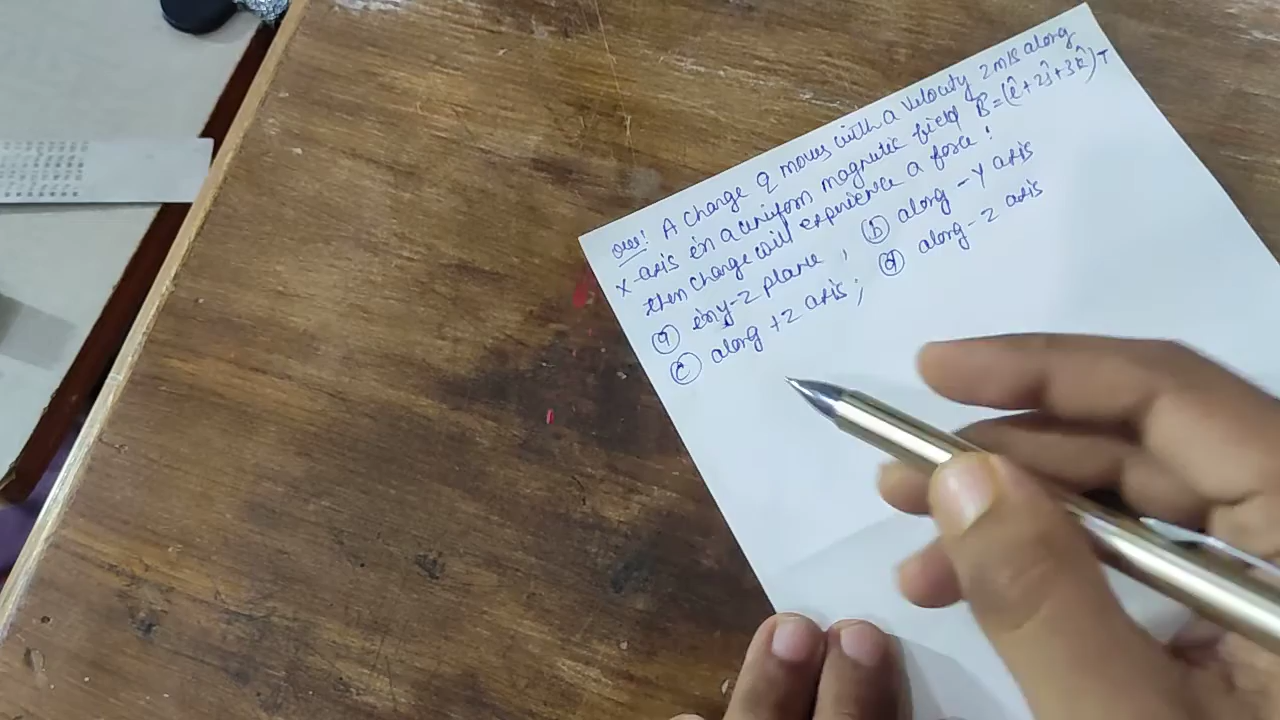 Que! A charge q moves with a velocity 2m/s along
X-axis in a uniform magnetic field B⃗=(î+2ĵ+3k̂)T
then charge will experience a force!
(a) in y-z plane , (b) along -Y axis
(c) along +z axis ; (d) along-z axis